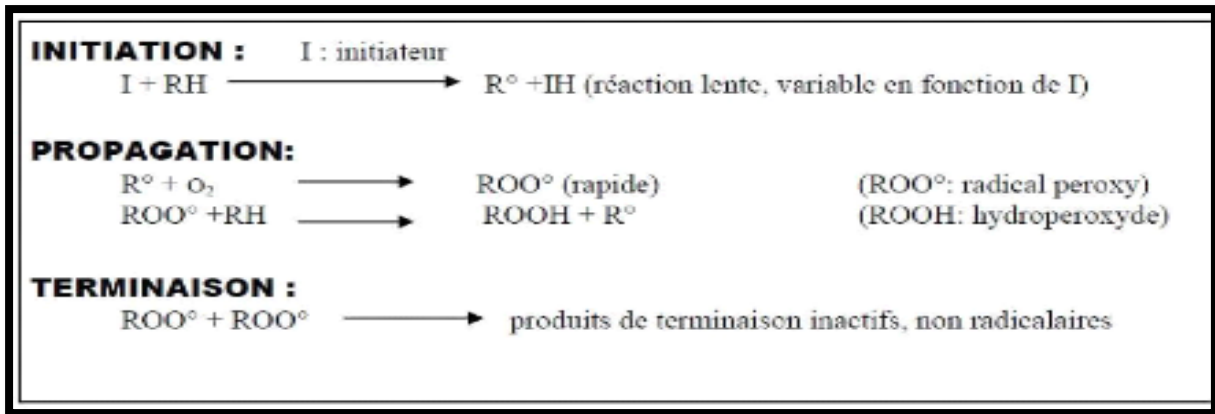 INITIATION : I : initiateur
I + RH ⟶ R° +IH (réaction lente, variable en fonction de I)
PROPAGATION:
R° + O₂ ⟶ ROO° (rapide) (ROO°: radical peroxy)
ROO° +RH ⟶ ROOH + R° (ROOH: hydroperoxyde)
TERMINAISON :
ROO° + ROO° ⟶ produits de terminaison inactifs, non radicalaires